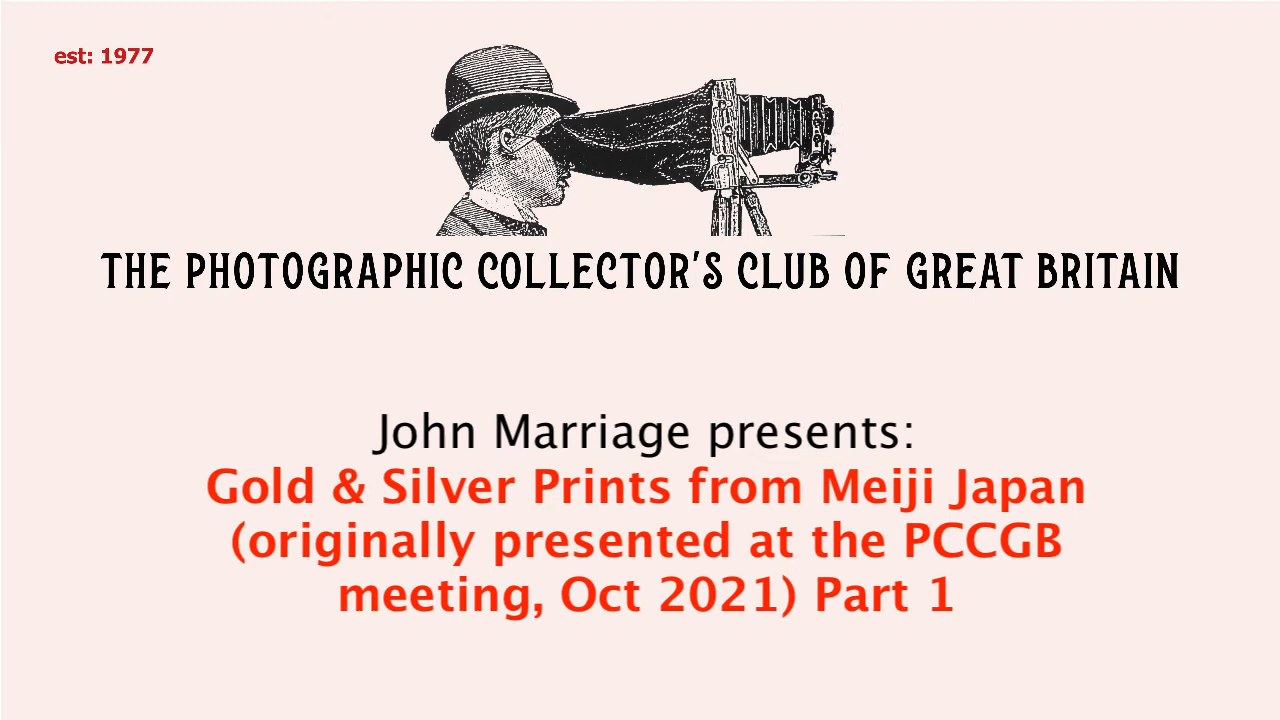 est: 1977
THE PHOTOGRAPHIC COLLECTOR'S CLUB OF GREAT BRITAIN
John Marriage presents:
Gold & Silver Prints from Meiji Japan
(originally presented at the PCCGB
meeting, Oct 2021) Part 1